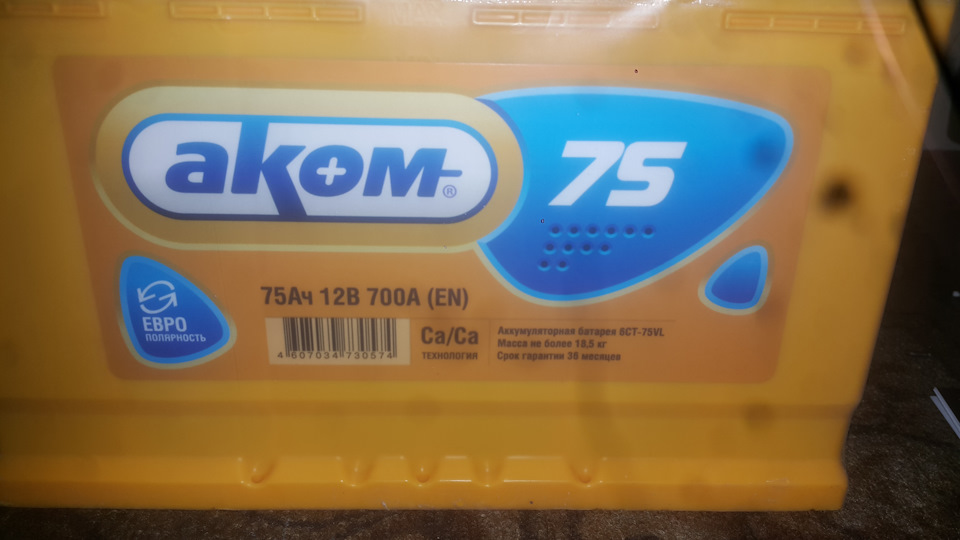 аком®
75
ЕВРО
ПОЛЯРНОСТЬ
75Ач 12В 700А (EN)
4 607034 730574
Ca/Ca
ТЕХНОЛОГИЯ
Аккумуляторная батарея 6СТ-75VL
Масса не более 18,5 кг
Срок гарантии 36 месяцев